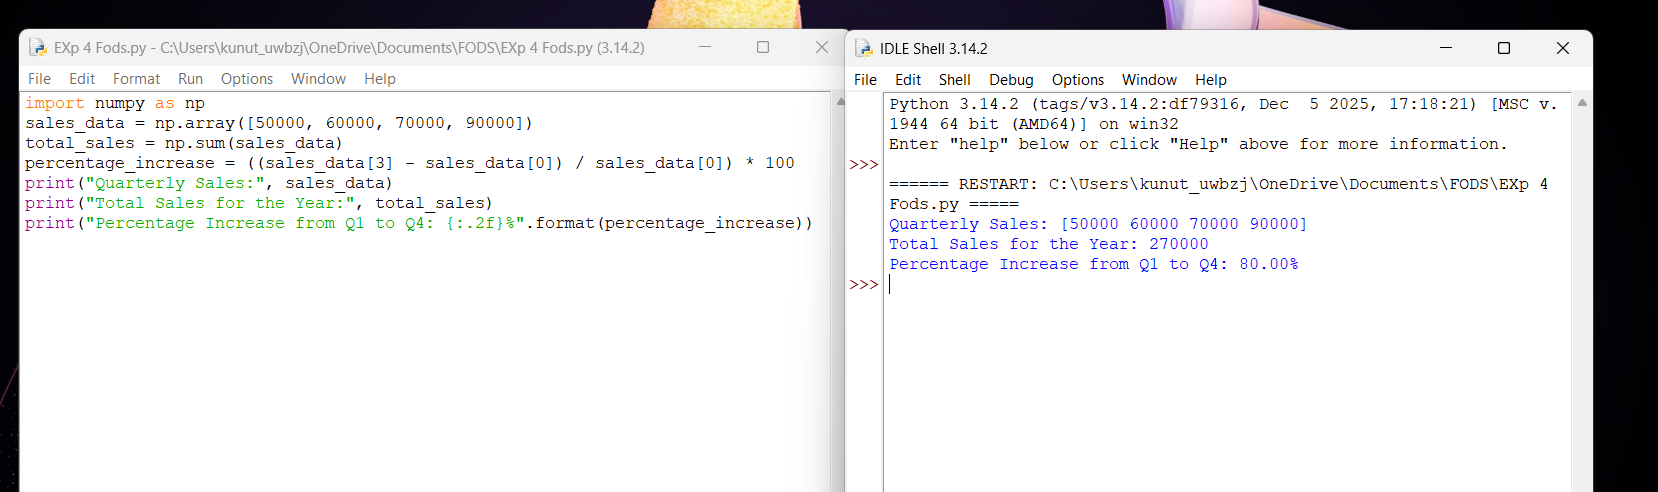 EXp 4 Fods.py - C:\Users\kunut_uwbzj\OneDrive\Documents\FODS\EXp 4 Fods.py (3.14.2)
File Edit Format Run Options Window Help
import numpy as np
sales_data = np.array([50000, 60000, 70000, 90000])
total_sales = np.sum(sales_data)
percentage_increase = ((sales_data[3] - sales_data[0]) / sales_data[0]) * 100
print("Quarterly Sales:", sales_data)
print("Total Sales for the Year:", total_sales)
print("Percentage Increase from Q1 to Q4: {:.2f}%".format(percentage_increase))
IDLE Shell 3.14.2
File Edit Shell Debug Options Window Help
Python 3.14.2 (tags/v3.14.2:df79316, Dec  5 2025, 17:18:21) [MSC v.
1944 64 bit (AMD64)] on win32
Enter "help" below or click "Help" above for more information.
>>>
====== RESTART: C:\Users\kunut_uwbzj\OneDrive\Documents\FODS\EXp 4
Fods.py =====
Quarterly Sales: [50000 60000 70000 90000]
Total Sales for the Year: 270000
Percentage Increase from Q1 to Q4: 80.00%
>>>